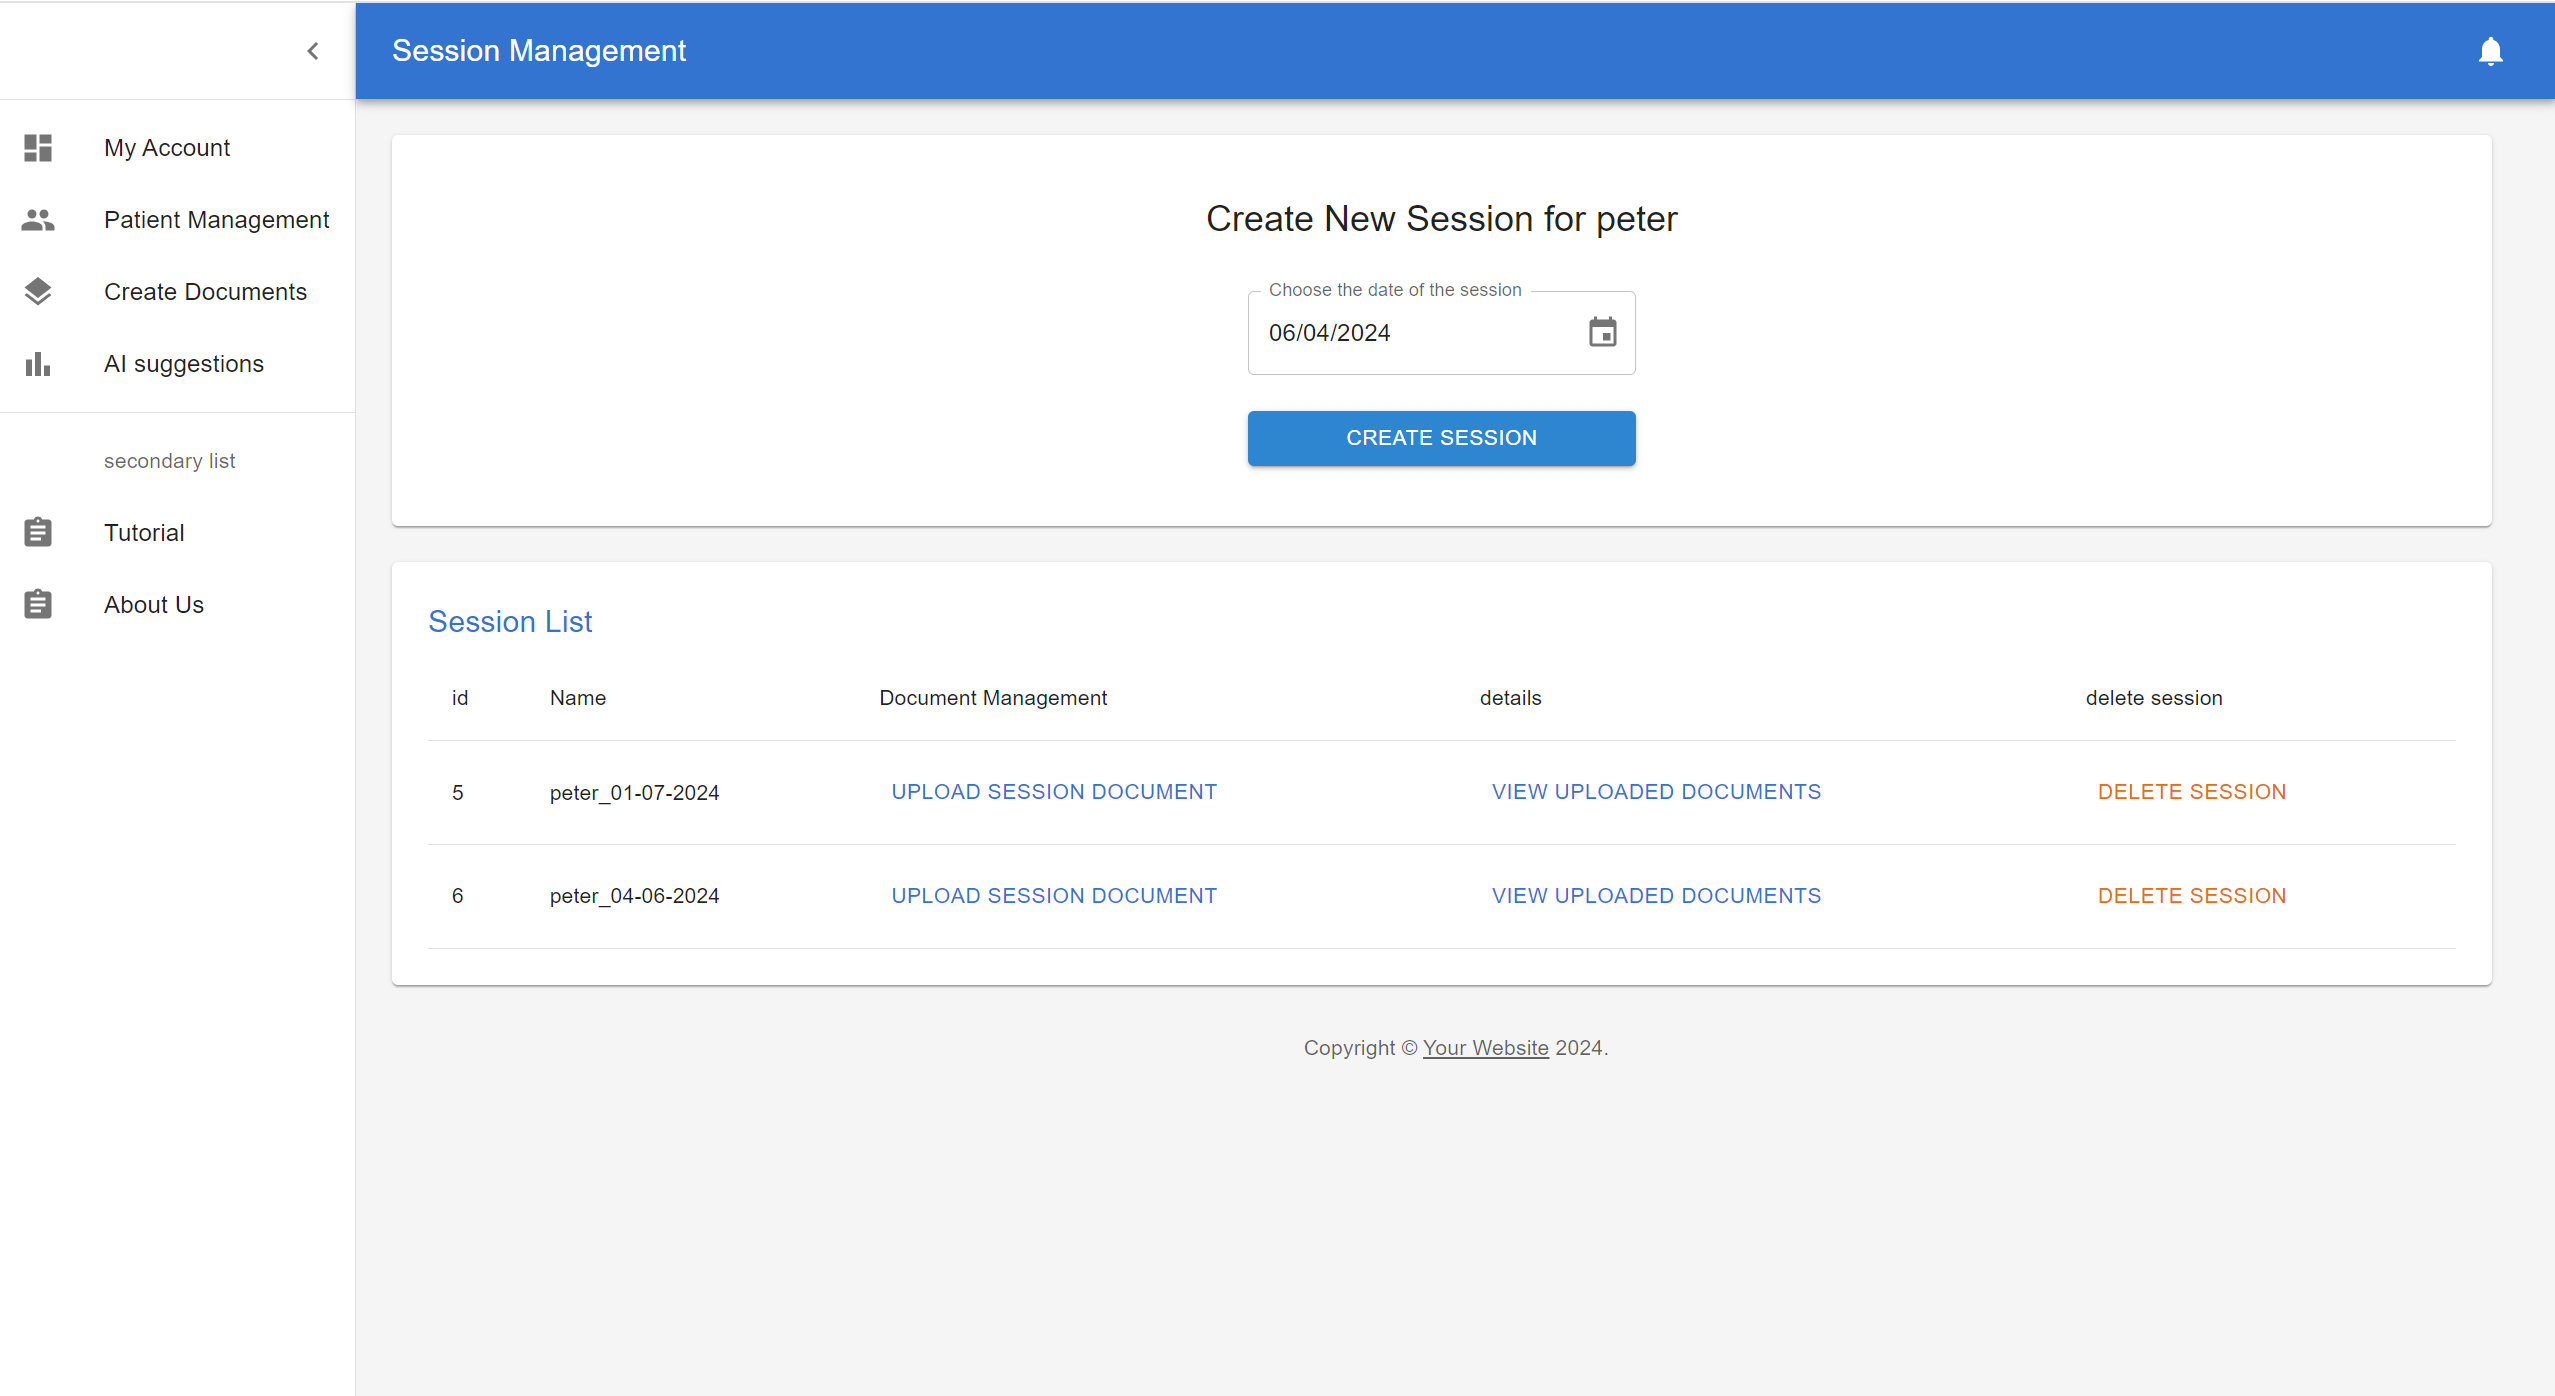 Session Management
My Account
Patient Management
Create Documents
AI suggestions
secondary list
Tutorial
About Us
Create New Session for peter
Choose the date of the session
06/04/2024
CREATE SESSION
Session List
id Name Document Management details delete session
5 peter_01-07-2024 UPLOAD SESSION DOCUMENT VIEW UPLOADED DOCUMENTS DELETE SESSION
6 peter_04-06-2024 UPLOAD SESSION DOCUMENT VIEW UPLOADED DOCUMENTS DELETE SESSION
Copyright © Your Website 2024.